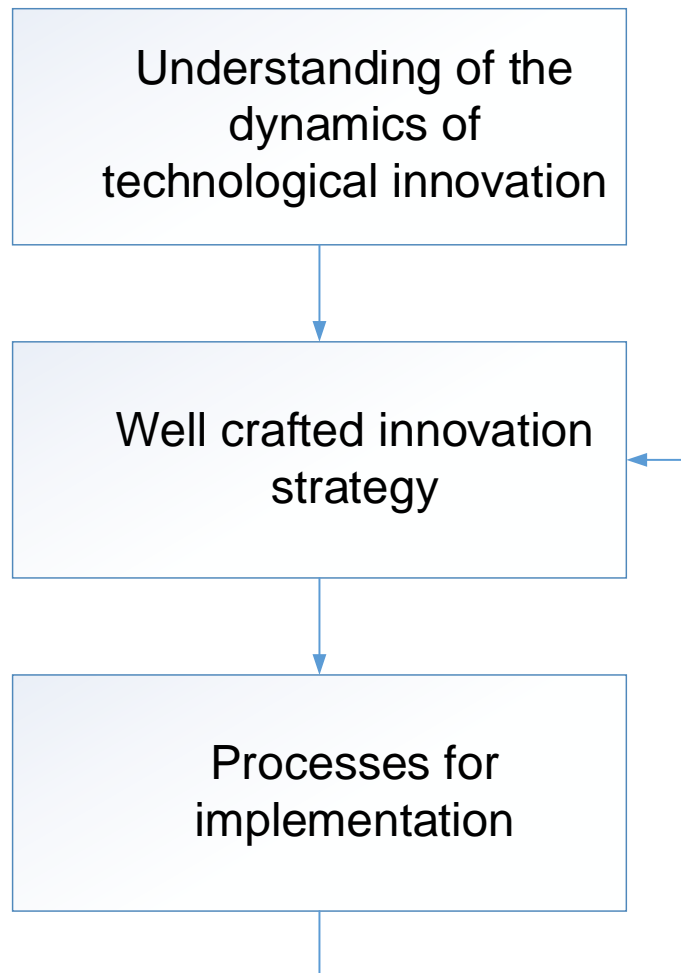 Understanding of the
dynamics of
technological innovation
Well crafted innovation
strategy
Processes for
implementation